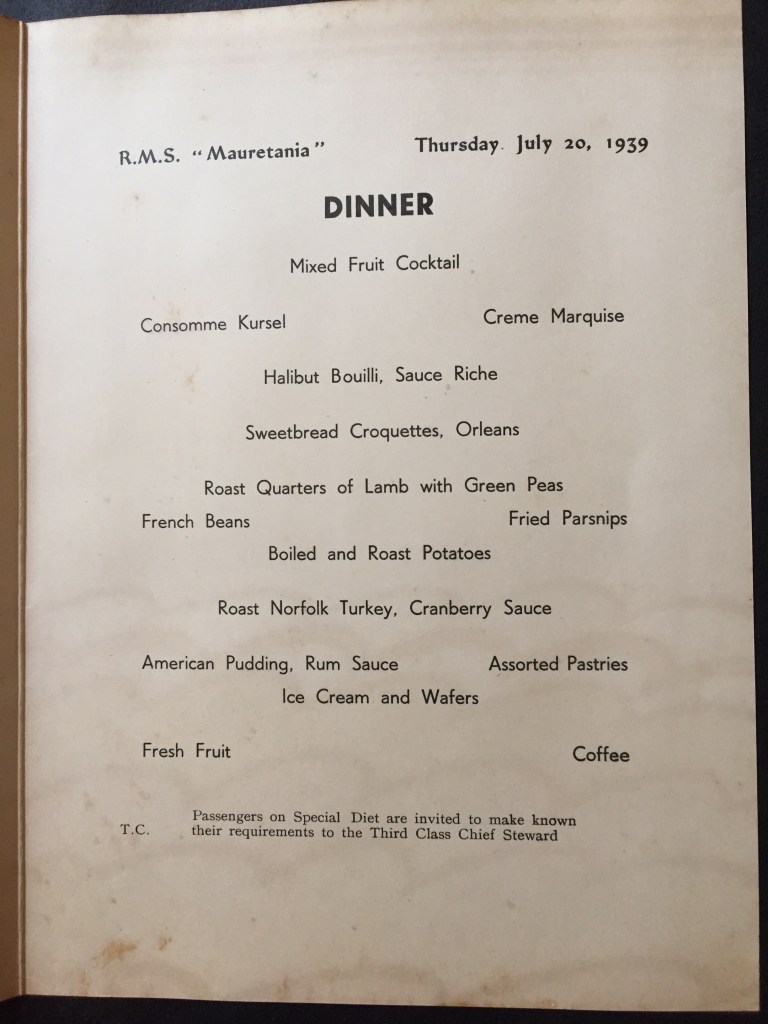 R.M.S. “Mauretania” Thursday. July 20, 1939
DINNER
Mixed Fruit Cocktail
Consomme Kursel Creme Marquise
Halibut Bouilli, Sauce Riche
Sweetbread Croquettes, Orleans
Roast Quarters of Lamb with Green Peas
French Beans Fried Parsnips
Boiled and Roast Potatoes
Roast Norfolk Turkey, Cranberry Sauce
American Pudding, Rum Sauce Assorted Pastries
Ice Cream and Wafers
Fresh Fruit Coffee
Passengers on Special Diet are invited to make known
T.C. their requirements to the Third Class Chief Steward